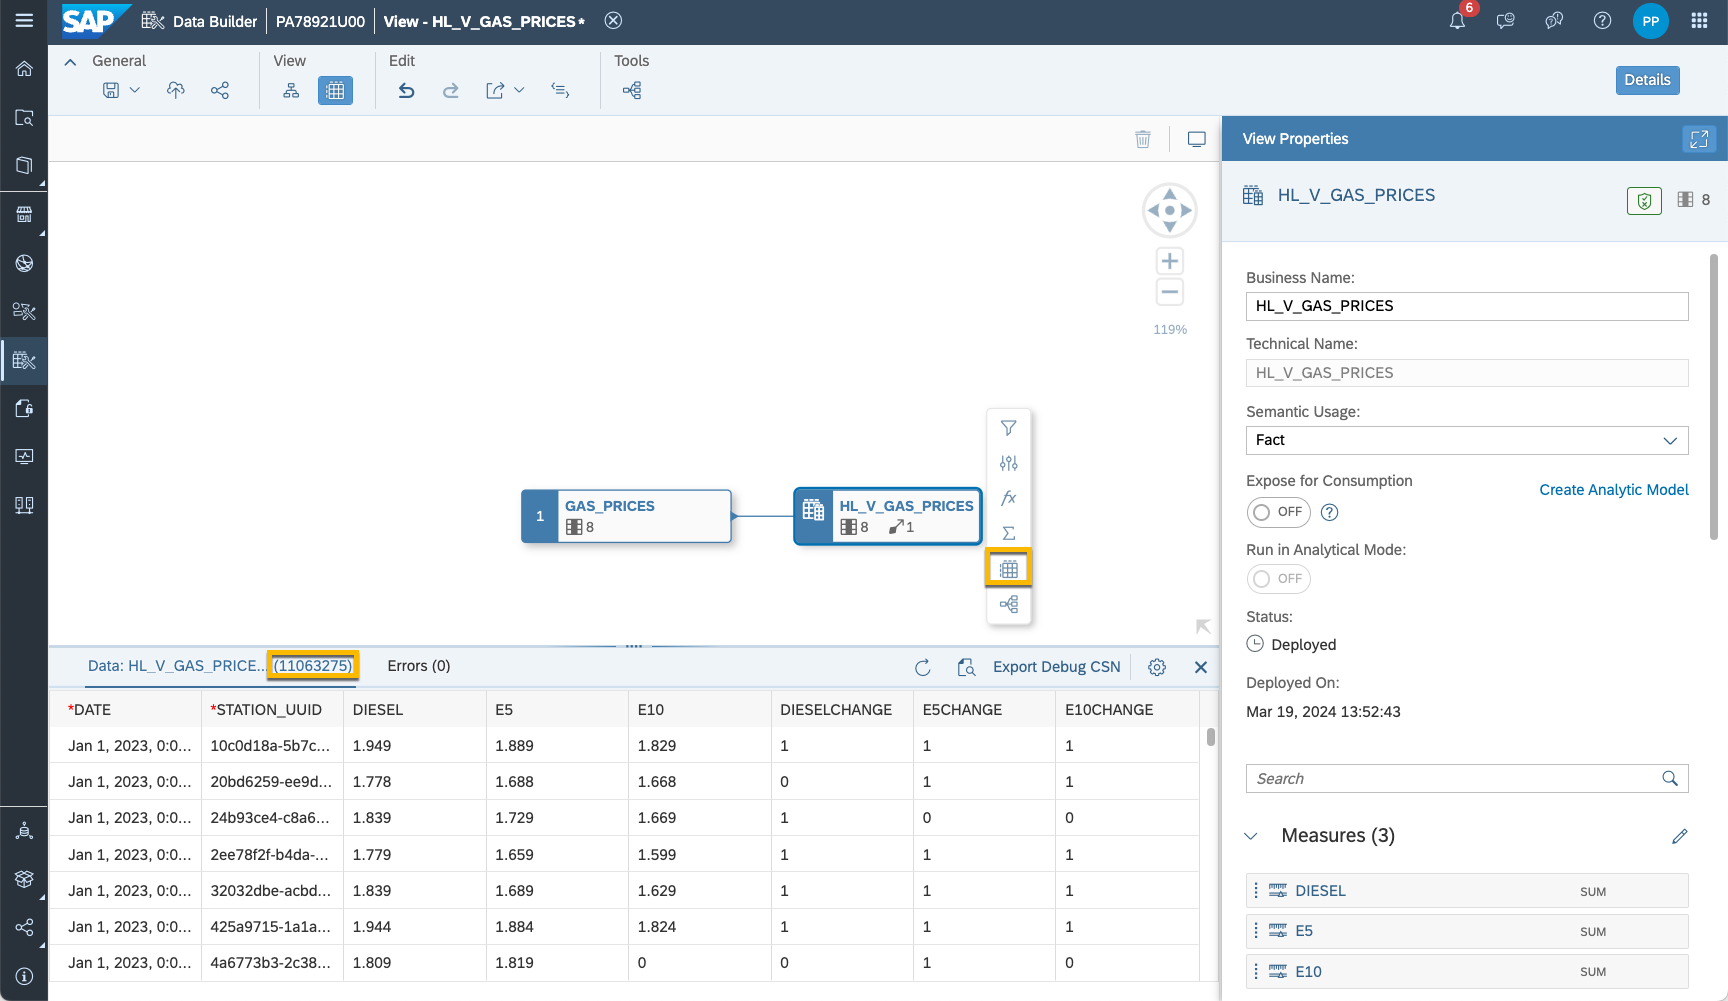 SAP Data Builder PA78921U00 View - HL_V_GAS_PRICES* 6 PP
General View Edit Tools
Details
View Properties
HL_V_GAS_PRICES 8
119%
Business Name:
HL_V_GAS_PRICES
Technical Name:
HL_V_GAS_PRICES
Semantic Usage:
Fact
Expose for Consumption
Create Analytic Model
OFF
Run in Analytical Mode:
OFF
Status:
Deployed
Deployed On:
Mar 19, 2024 13:52:43
Search
Measures (3)
DIESEL SUM
E5 SUM
E10 SUM
1 GAS_PRICES
8
HL_V_GAS_PRICES
8 1
fx
Σ
Data: HL_V_GAS_PRICE... (11063275) Errors (0) Export Debug CSN
*DATE *STATION_UUID DIESEL E5 E10 DIESELCHANGE E5CHANGE E10CHANGE
Jan 1, 2023, 0:0... 10c0d18a-5b7c... 1.949 1.889 1.829 1 1 1
Jan 1, 2023, 0:0... 20bd6259-ee9d... 1.778 1.688 1.668 0 1 1
Jan 1, 2023, 0:0... 24b93ce4-c8a6... 1.839 1.729 1.669 1 0 0
Jan 1, 2023, 0:0... 2ee78f2f-b4da-... 1.779 1.659 1.599 1 1 1
Jan 1, 2023, 0:0... 32032dbe-acbd... 1.839 1.689 1.629 1 1 1
Jan 1, 2023, 0:0... 425a9715-1a1a... 1.944 1.884 1.824 1 1 1
Jan 1, 2023, 0:0... 4a6773b3-2c38... 1.809 1.819 0 0 1 0